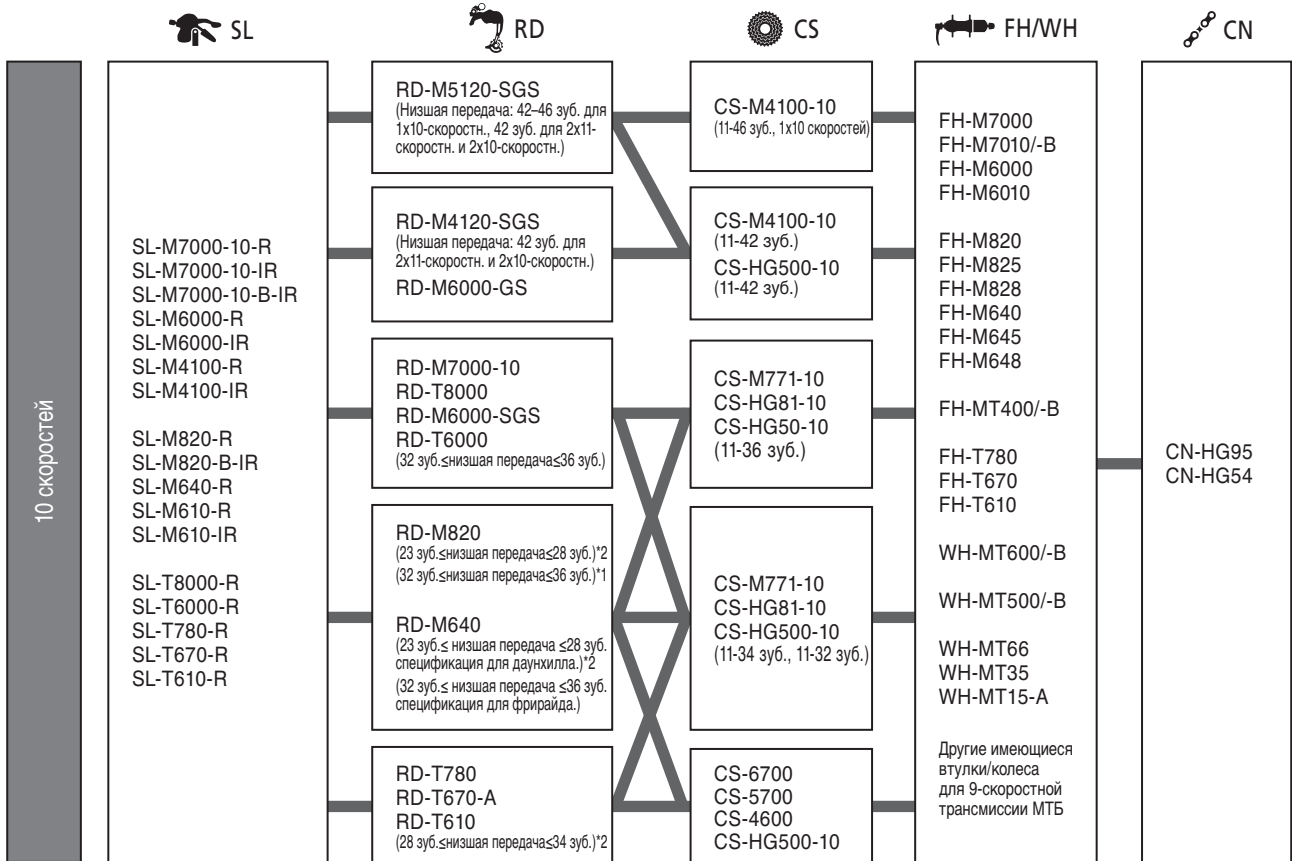 SL
RD
CS
FH/WH
CN
10 скоростей
SL-M7000-10-R
SL-M7000-10-IR
SL-M7000-10-B-IR
SL-M6000-R
SL-M6000-IR
SL-M4100-R
SL-M4100-IR
SL-M820-R
SL-M820-B-IR
SL-M640-R
SL-M610-R
SL-M610-IR
SL-T8000-R
SL-T6000-R
SL-T780-R
SL-T670-R
SL-T610-R
RD-M5120-SGS
(Низшая передача: 42–46 зуб. для
1x10-скоростн., 42 зуб. для 2x11-
скоростн. и 2x10-скоростн.)
RD-M4120-SGS
(Низшая передача: 42 зуб. для
2x11-скоростн. и 2x10-скоростн.)
RD-M6000-GS
RD-M7000-10
RD-T8000
RD-M6000-SGS
RD-T6000
(32 зуб.≤низшая передача≤36 зуб.)
RD-M820
(23 зуб.≤низшая передача≤28 зуб.)*2
(32 зуб.≤низшая передача≤36 зуб.)*1
RD-M640
(23 зуб.≤ низшая передача ≤28 зуб.
спецификация для даунхилла.)*2
(32 зуб.≤ низшая передача ≤36 зуб.
спецификация для фрирайда.)
RD-T780
RD-T670-A
RD-T610
(28 зуб.≤низшая передача≤34 зуб.)*2
CS-M4100-10
(11-46 зуб., 1x10 скоростей)
CS-M4100-10
(11-42 зуб.)
CS-HG500-10
(11-42 зуб.)
CS-M771-10
CS-HG81-10
CS-HG50-10
(11-36 зуб.)
CS-M771-10
CS-HG81-10
CS-HG500-10
(11-34 зуб., 11-32 зуб.)
CS-6700
CS-5700
CS-4600
CS-HG500-10
FH-M7000
FH-M7010/-B
FH-M6000
FH-M6010
FH-M820
FH-M825
FH-M828
FH-M640
FH-M645
FH-M648
FH-MT400/-B
FH-T780
FH-T670
FH-T610
WH-MT600/-B
WH-MT500/-B
WH-MT66
WH-MT35
WH-MT15-A
Другие имеющиеся
втулки/колеса
для 9-скоростной
трансмиссии МТБ
CN-HG95
CN-HG54